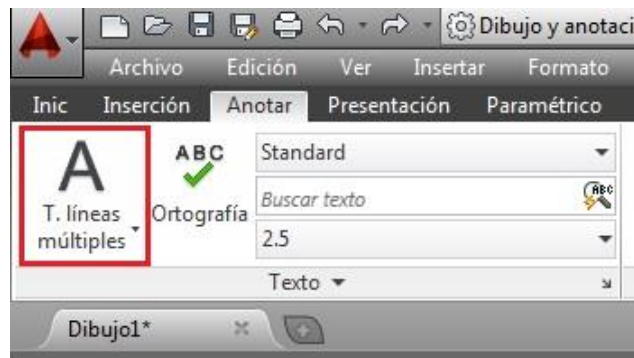 Dibujo y anotaci
Archivo Edición Ver Insertar Formato
Inic Inserción Anotar Presentación Paramétrico
A ABC Standard
T. líneas múltiples Ortografía Buscar texto ABC
2.5
Texto
Dibujo1*